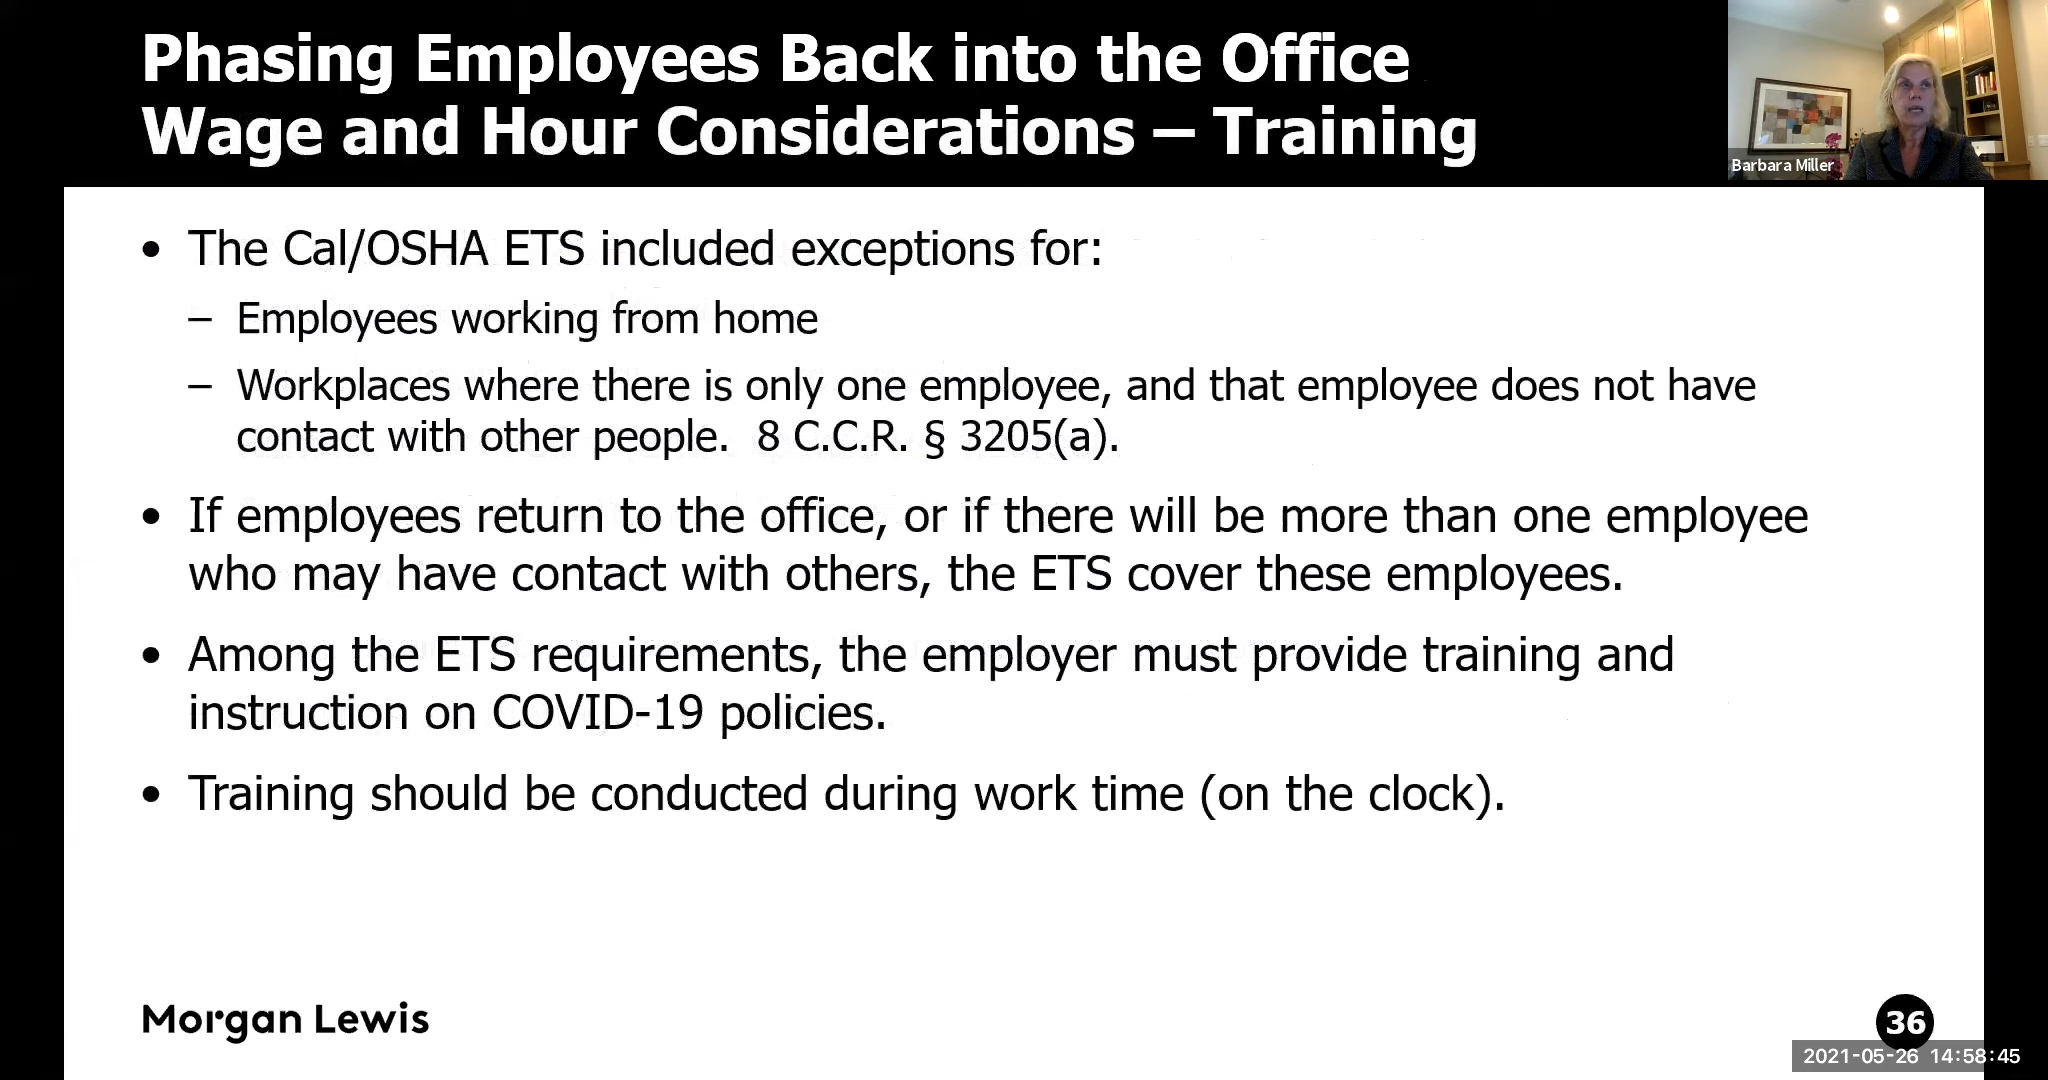 Phasing Employees Back into the Office
Wage and Hour Considerations – Training
Barbara Miller
• The Cal/OSHA ETS included exceptions for:
– Employees working from home
– Workplaces where there is only one employee, and that employee does not have
contact with other people.  8 C.C.R. § 3205(a).
• If employees return to the office, or if there will be more than one employee
who may have contact with others, the ETS cover these employees.
• Among the ETS requirements, the employer must provide training and
instruction on COVID-19 policies.
• Training should be conducted during work time (on the clock).
Morgan Lewis
36
2021-05-26 14:58:45